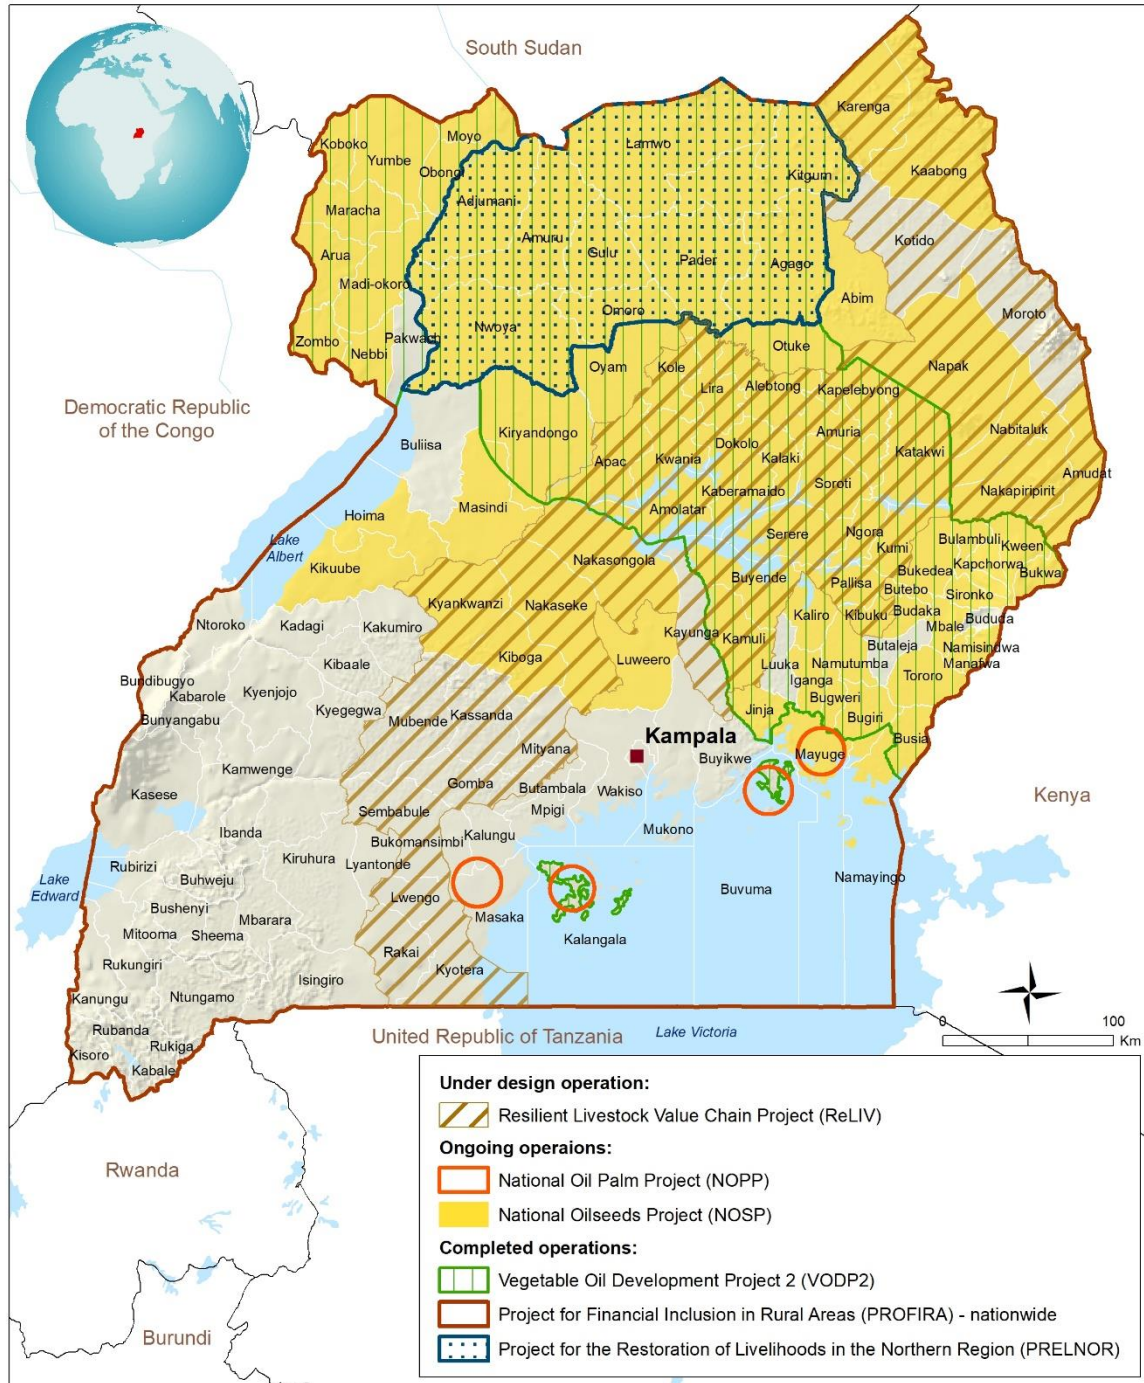 South Sudan
Karenga
Koboko
Moyo
Yumbe
Lamwo
Obongi
Kitgum
Kaabong
Adjumani
Maracha
Amuru
Kotido
Gulu
Arua
Pader
Agago
Madi-okoro
Abim
Omoro
Moroto
Nwoya
Pakwach
Zombo
Nebbi
Otuke
Oyam
Kole
Napak
Lira
Alebtong
Kapelebyong
Democratic Republic
of the Congo
Kiryandongo
Amuria
Nabitaluk
Buliisa
Dokolo
Apac
Kwania
Kalaki
Katakwi
Amudat
Soroti
Kaberamaido
Nakapiripirit
Masindi
Amolatar
Hoima
Ngora
Serere
Bulambuli
Lake
Albert
Kween
Kumi
Nakasongola
Kapchorwa
Kikuube
Bukedea
Bukwa
Buyende
Pallisa
Butebo
Sironko
Kyankwanzi
Nakaseke
Kaliro
Kibuku
Budaka
Bududa
Ntoroko
Kadagi
Kakumiro
Mbale
Kayunga
Kamuli
Butaleja
Namisindwa
Kiboga
Luweero
Luuka
Namutumba
Manafwa
Kibaale
Tororo
Bundibugyo
Iganga
Kabarole
Kyenjojo
Bugweri
Kyegegwa
Kassanda
Jinja
Bunyangabu
Mubende
Bugiri
Kampala
Busia
Mityana
Mayuge
Buyikwe
Kamwenge
Gomba
Butambala
Wakiso
Kasese
Kenya
Mpigi
Sembabule
Mukono
Ibanda
Kalungu
Bukomansimbi
Kiruhura
Lyantonde
Rubirizi
Lake
Edward
Buhweju
Namayingo
Buvuma
Lwengo
Bushenyi
Masaka
Mbarara
Mitooma
Sheema
Kalangala
Rakai
Rukungiri
Kyotera
Isingiro
Kanungu
Ntungamo
Rubanda
Rukiga
Kisoro
Kabale
United Republic of Tanzania
Lake Victoria
0 100
Km
Rwanda
Burundi
Under design operation:
Resilient Livestock Value Chain Project (ReLIV)
Ongoing operaions:
National Oil Palm Project (NOPP)
National Oilseeds Project (NOSP)
Completed operations:
Vegetable Oil Development Project 2 (VODP2)
Project for Financial Inclusion in Rural Areas (PROFIRA) - nationwide
Project for the Restoration of Livelihoods in the Northern Region (PRELNOR)